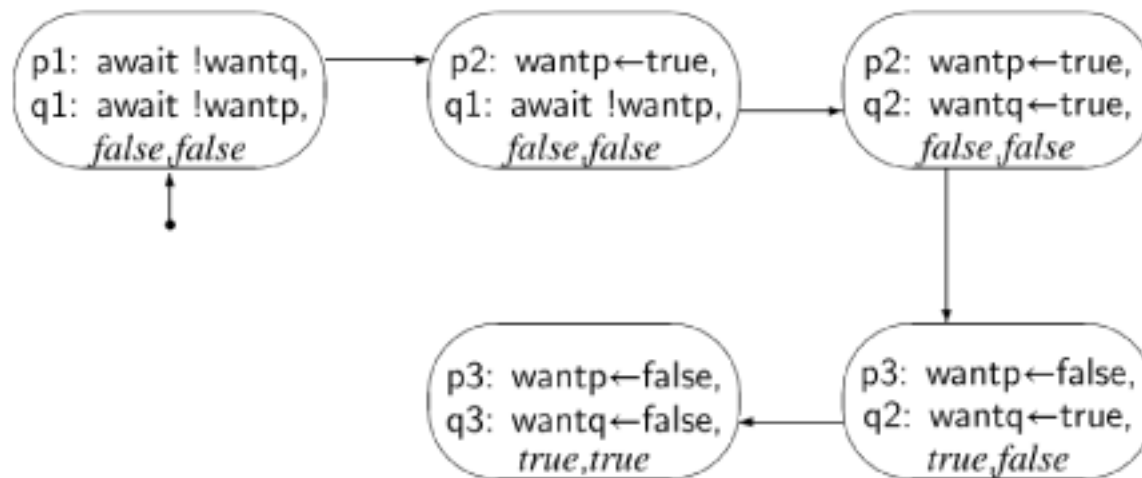 p1: await !wantq,
q1: await !wantp,
false,false
p2: wantp←true,
q1: await !wantp,
false,false
p2: wantp←true,
q2: wantq←true,
false,false
p3: wantp←false,
q3: wantq←false,
true,true
p3: wantp←false,
q2: wantq←true,
true,false